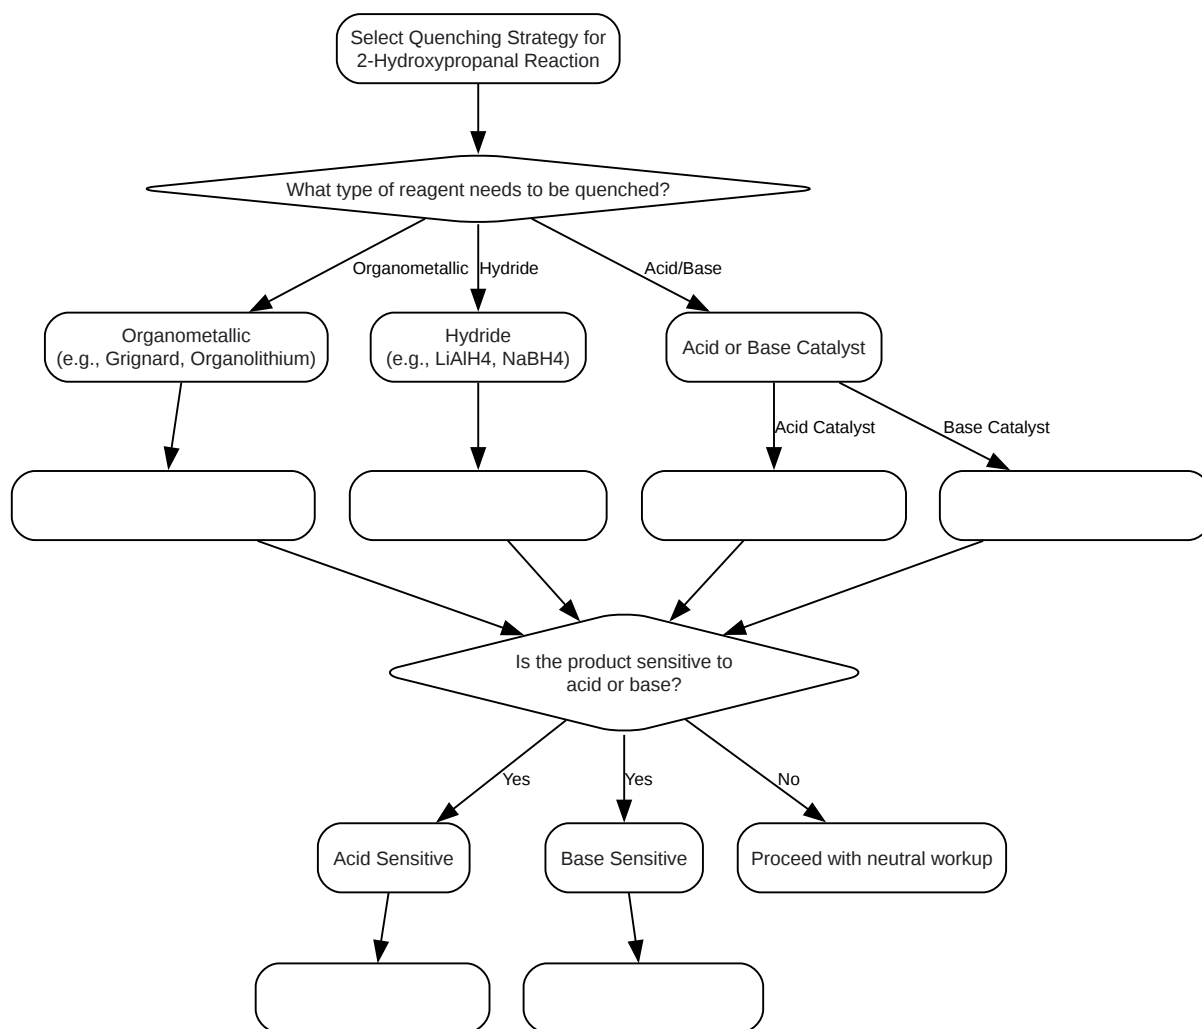 Select Quenching Strategy for
2-Hydroxypropanal Reaction
What type of reagent needs to be quenched?
Organometallic
Hydride
Acid/Base
Organometallic
(e.g., Grignard, Organolithium)
Hydride
(e.g., LiAlH4, NaBH4)
Acid or Base Catalyst
Acid Catalyst
Base Catalyst
Is the product sensitive to
acid or base?
Yes
Yes
No
Acid Sensitive
Base Sensitive
Proceed with neutral workup